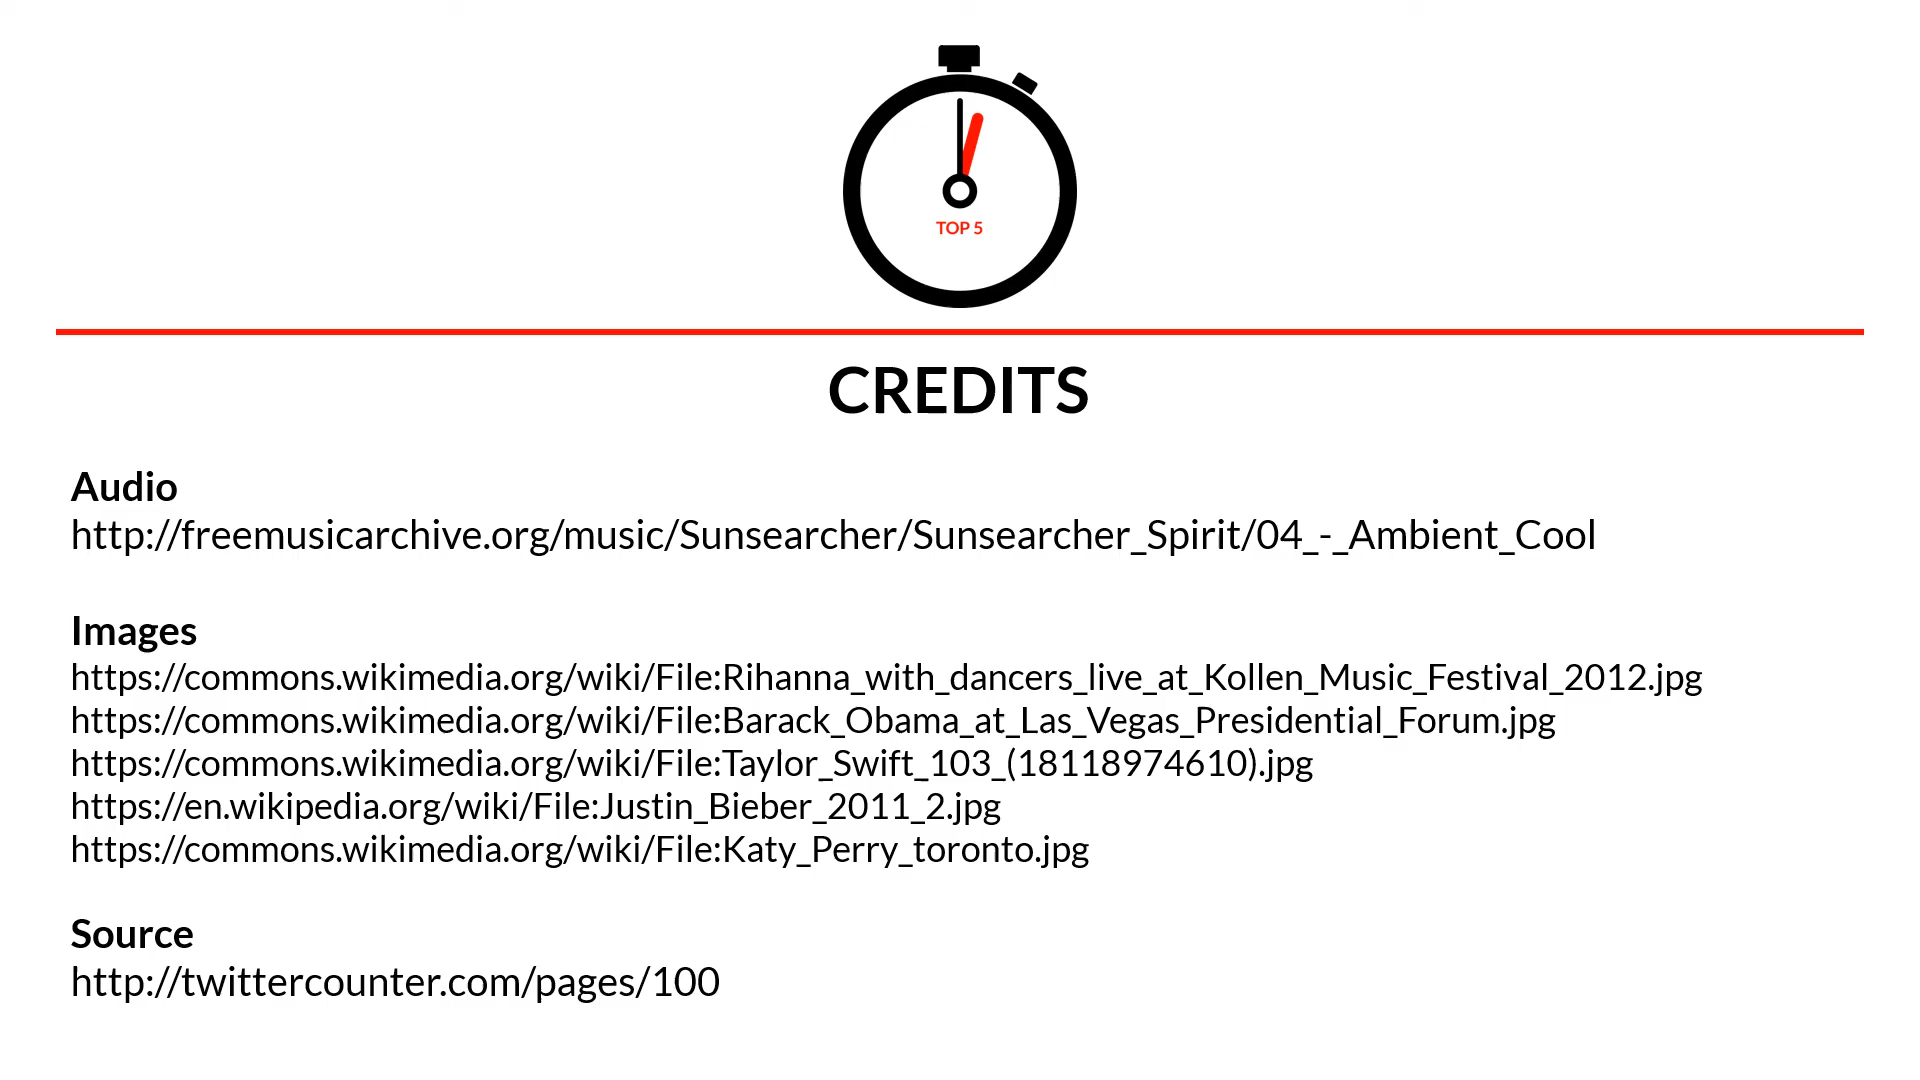 TOP 5
CREDITS
Audio
http://freemusicarchive.org/music/Sunsearcher/Sunsearcher_Spirit/04_-_Ambient_Cool
Images
https://commons.wikimedia.org/wiki/File:Rihanna_with_dancers_live_at_Kollen_Music_Festival_2012.jpg
https://commons.wikimedia.org/wiki/File:Barack_Obama_at_Las_Vegas_Presidential_Forum.jpg
https://commons.wikimedia.org/wiki/File:Taylor_Swift_103_(18118974610).jpg
https://en.wikipedia.org/wiki/File:Justin_Bieber_2011_2.jpg
https://commons.wikimedia.org/wiki/File:Katy_Perry_toronto.jpg
Source
http://twittercounter.com/pages/100